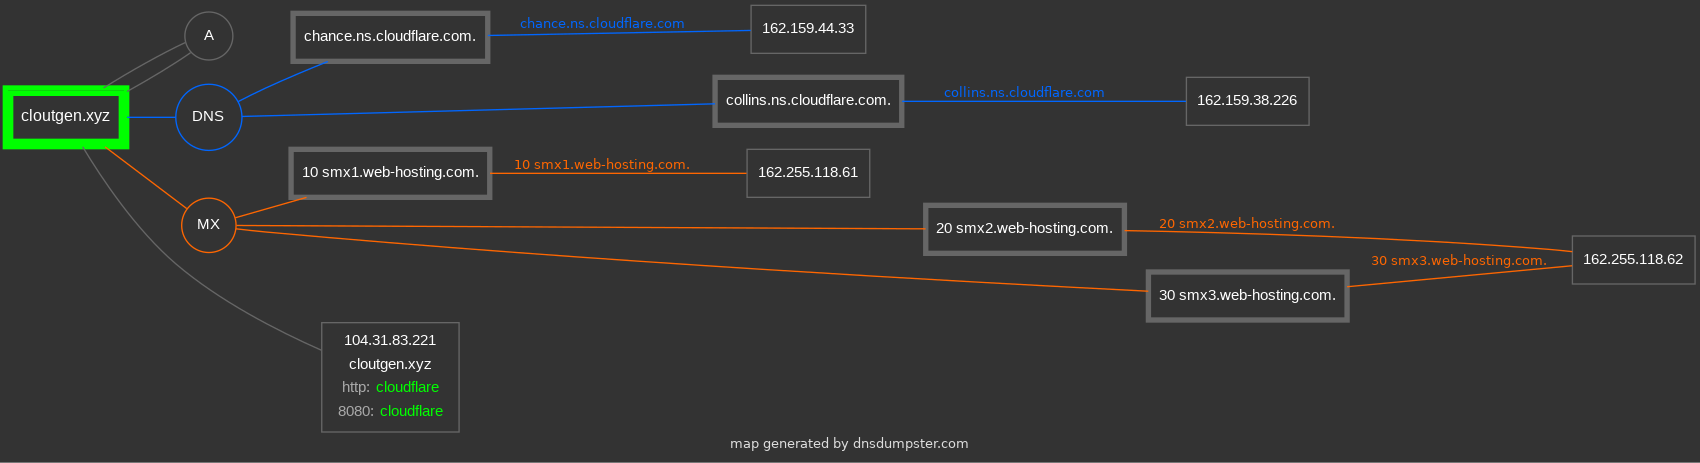 A
chance.ns.cloudflare.com.
chance.ns.cloudflare.com
162.159.44.33
cloutgen.xyz
DNS
collins.ns.cloudflare.com.
collins.ns.cloudflare.com
162.159.38.226
10 smx1.web-hosting.com.
10 smx1.web-hosting.com.
162.255.118.61
MX
20 smx2.web-hosting.com.
20 smx2.web-hosting.com.
162.255.118.62
30 smx3.web-hosting.com.
30 smx3.web-hosting.com.
104.31.83.221
cloutgen.xyz
http: cloudflare
8080: cloudflare
map generated by dnsdumpster.com